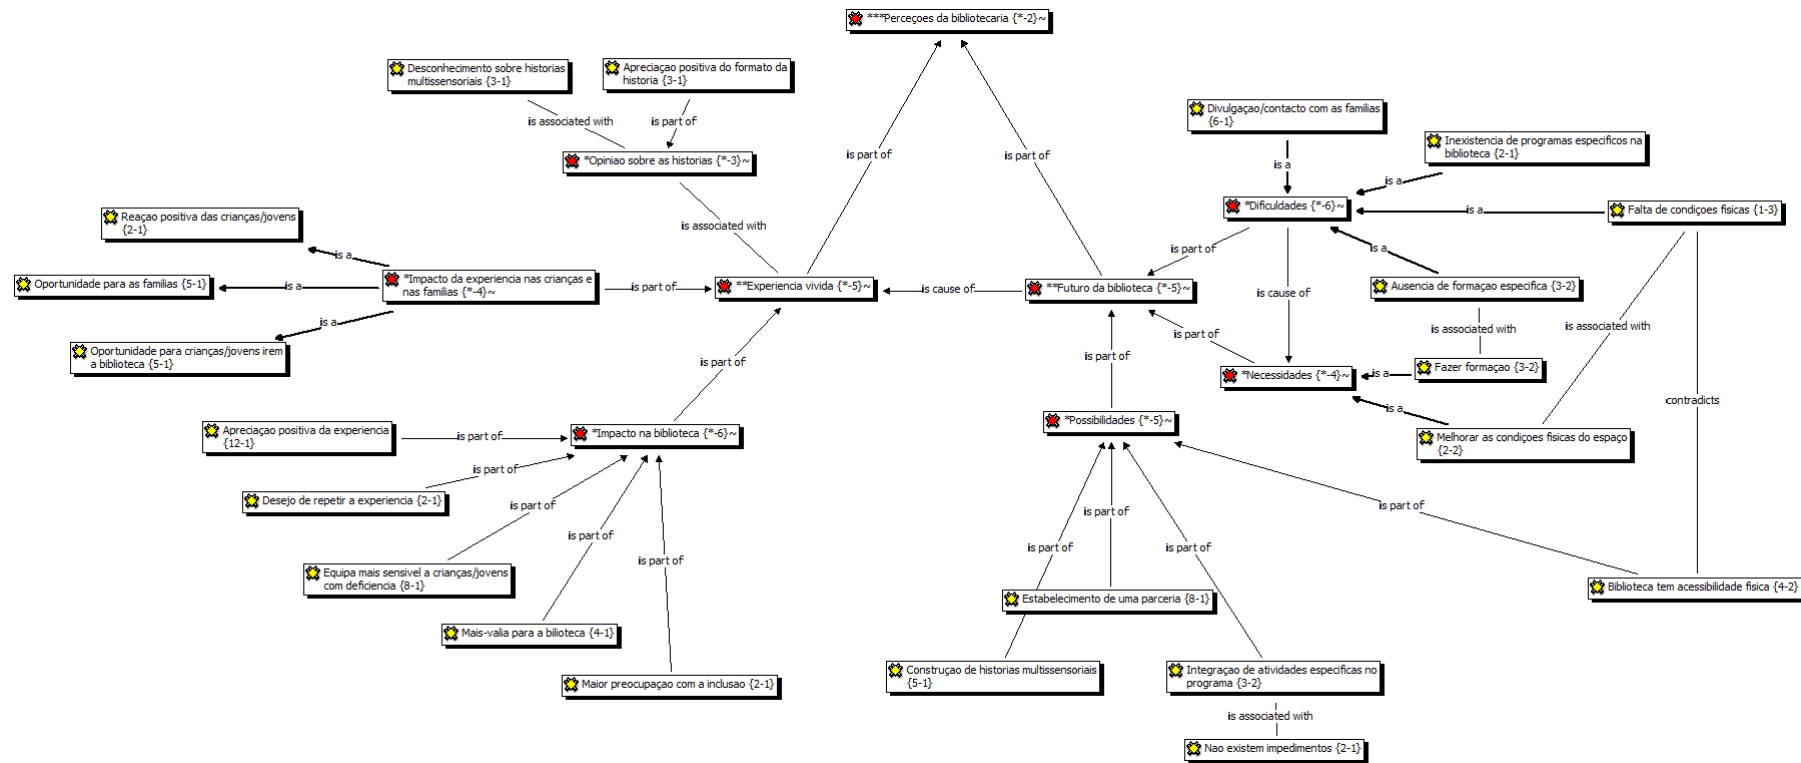 ***Perceçoes da bibliotecaria {*-2}~
Desconhecimento sobre historias
multissensoriais {3-1}
Apreciaçao positiva do formato da
historia {3-1}
is associated with
is part of
*Opiniao sobre as historias {*-3}~
is part of
is part of
Divulgaçao/contacto com as familias
{6-1}
is a
Inexistencia de programas especificos na
biblioteca {2-1}
is a
*Dificuldades {*-6}~
is a
Falta de condiçoes fisicas {1-3}
Reaçao positiva das crianças/jovens
{2-1}
is a
is associated with
is part of
is a
Oportunidade para as familias {5-1}
is a
*Impacto da experiencia nas crianças e
nas familias {*-4}~
is part of
**Experiencia vivida {*-5}~
is cause of
**Futuro da biblioteca {*-5}~
is cause of
Ausencia de formaçao especifica {3-2}
is a
Oportunidade para crianças/jovens irem
a biblioteca {5-1}
is part of
is part of
is part of
is associated with
is associated with
*Necessidades {*-4}~
is a
Fazer formaçao {3-2}
is a
contradicts
Apreciaçao positiva da experiencia
{12-1}
is part of
*Impacto na biblioteca {*-6}~
*Possibilidades {*-5}~
Melhorar as condiçoes fisicas do espaço
{2-2}
is part of
Desejo de repetir a experiencia {2-1}
is part of
is part of
is part of
is part of
is part of
is part of
is part of
Equipa mais sensivel a crianças/jovens
com deficiencia {8-1}
Estabelecimento de uma parceria {8-1}
Biblioteca tem acessibilidade fisica {4-2}
Mais-valia para a bilioteca {4-1}
Maior preocupaçao com a inclusao {2-1}
Construçao de historias multissensoriais
{5-1}
Integraçao de atividades especificas no
programa {3-2}
is associated with
Nao existem impedimentos {2-1}